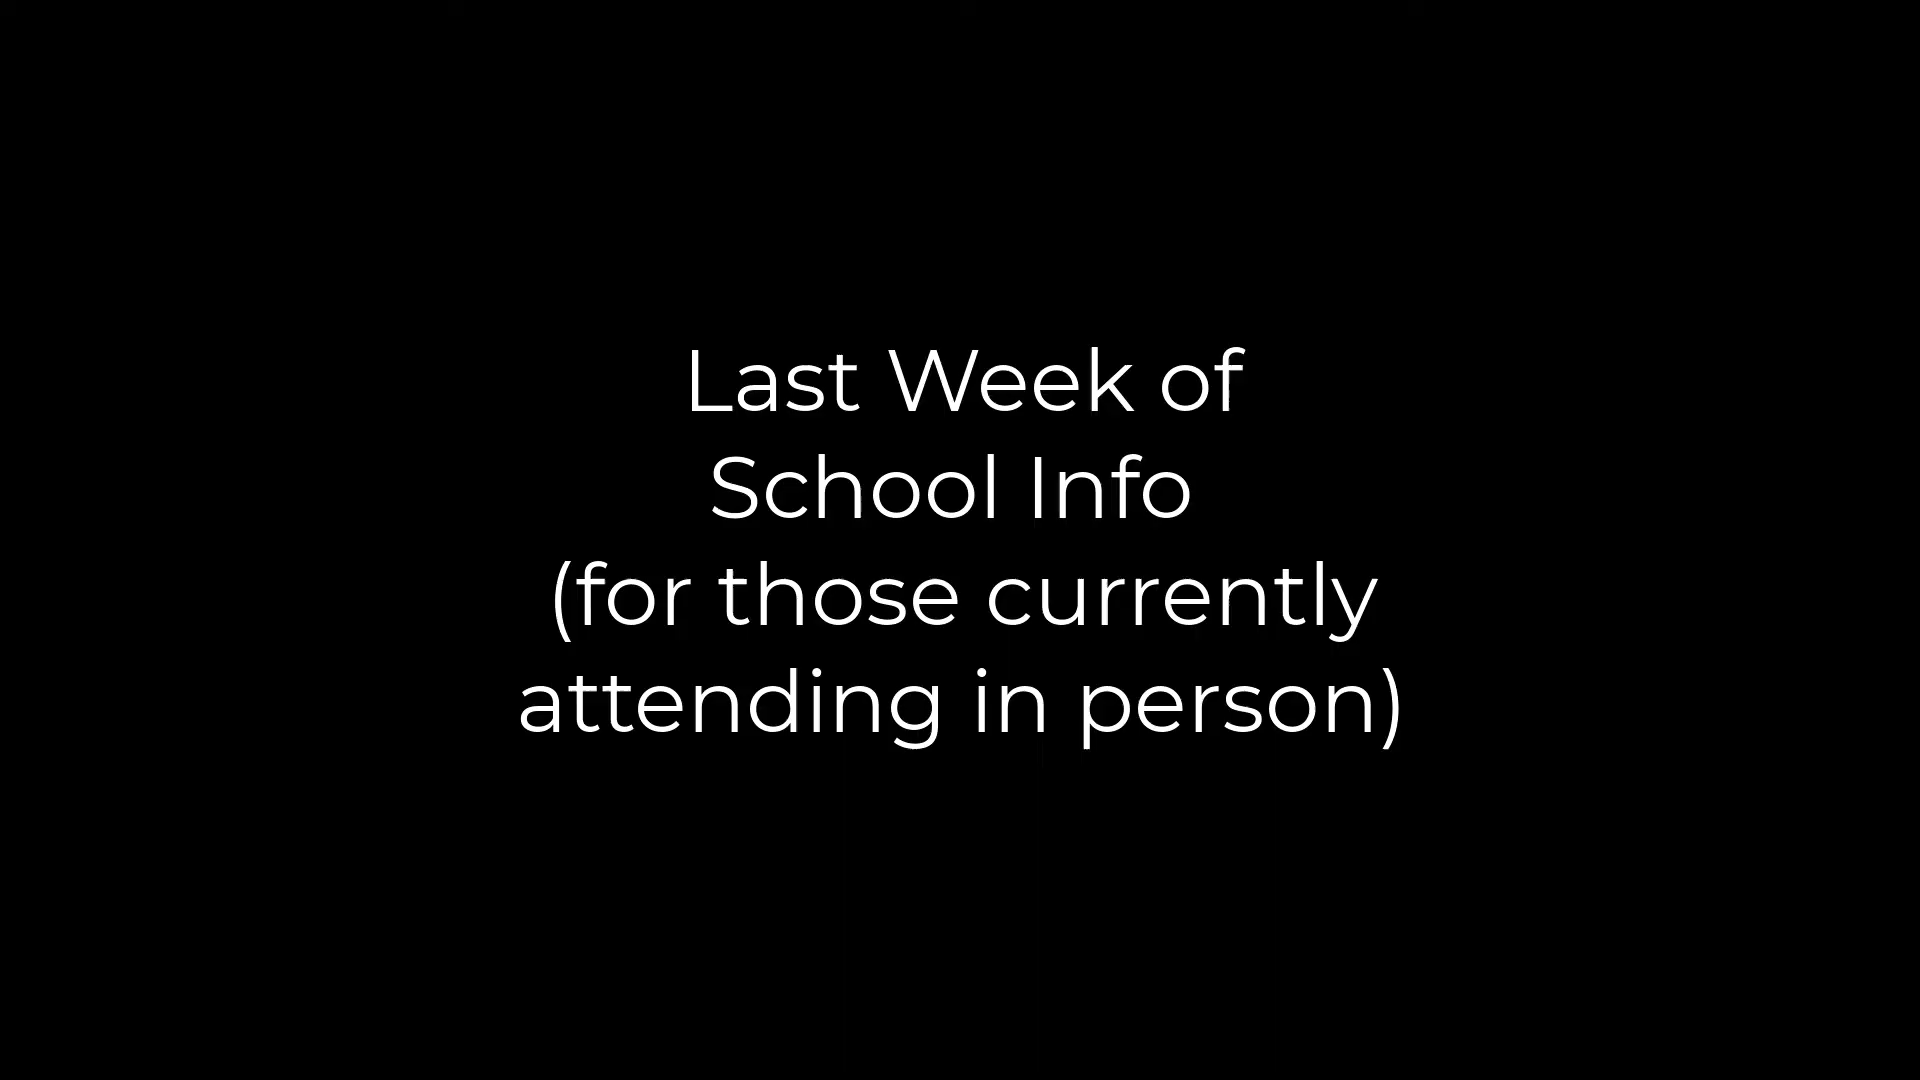 Last Week of
School Info
(for those currently
attending in person)